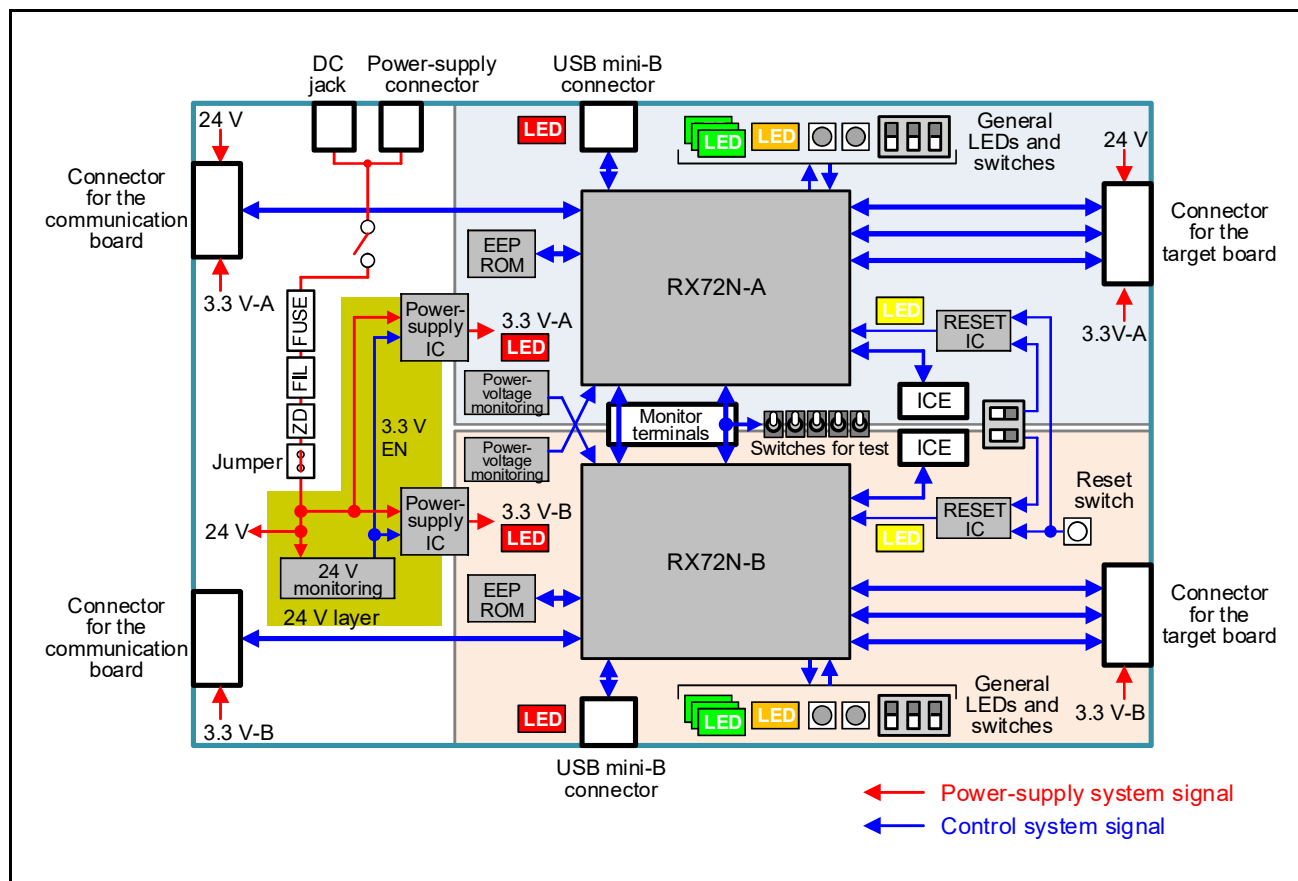 DC
jack
Power-supply
connector
USB mini-B
connector
24 V
LED
LED
LED
General
LEDs and
switches
24 V
Connector
for the
communication
board
Connector
for the
target board
EEP
ROM
RX72N-A
3.3 V-A
3.3V-A
FUSE
FIL
ZD
Jumper
Power-
supply
IC
3.3 V-A
LED
LED
RESET
IC
Power-
voltage
monitoring
ICE
Monitor
terminals
Switches for test
3.3 V
EN
Power-
voltage
monitoring
ICE
Reset
switch
Power-
supply
IC
3.3 V-B
LED
LED
RESET
IC
24 V
24 V
monitoring
24 V layer
RX72N-B
EEP
ROM
Connector
for the
communication
board
Connector
for the
target board
3.3 V-B
LED
LED
LED
General
LEDs and
switches
3.3 V-B
USB mini-B
connector
Power-supply system signal
Control system signal